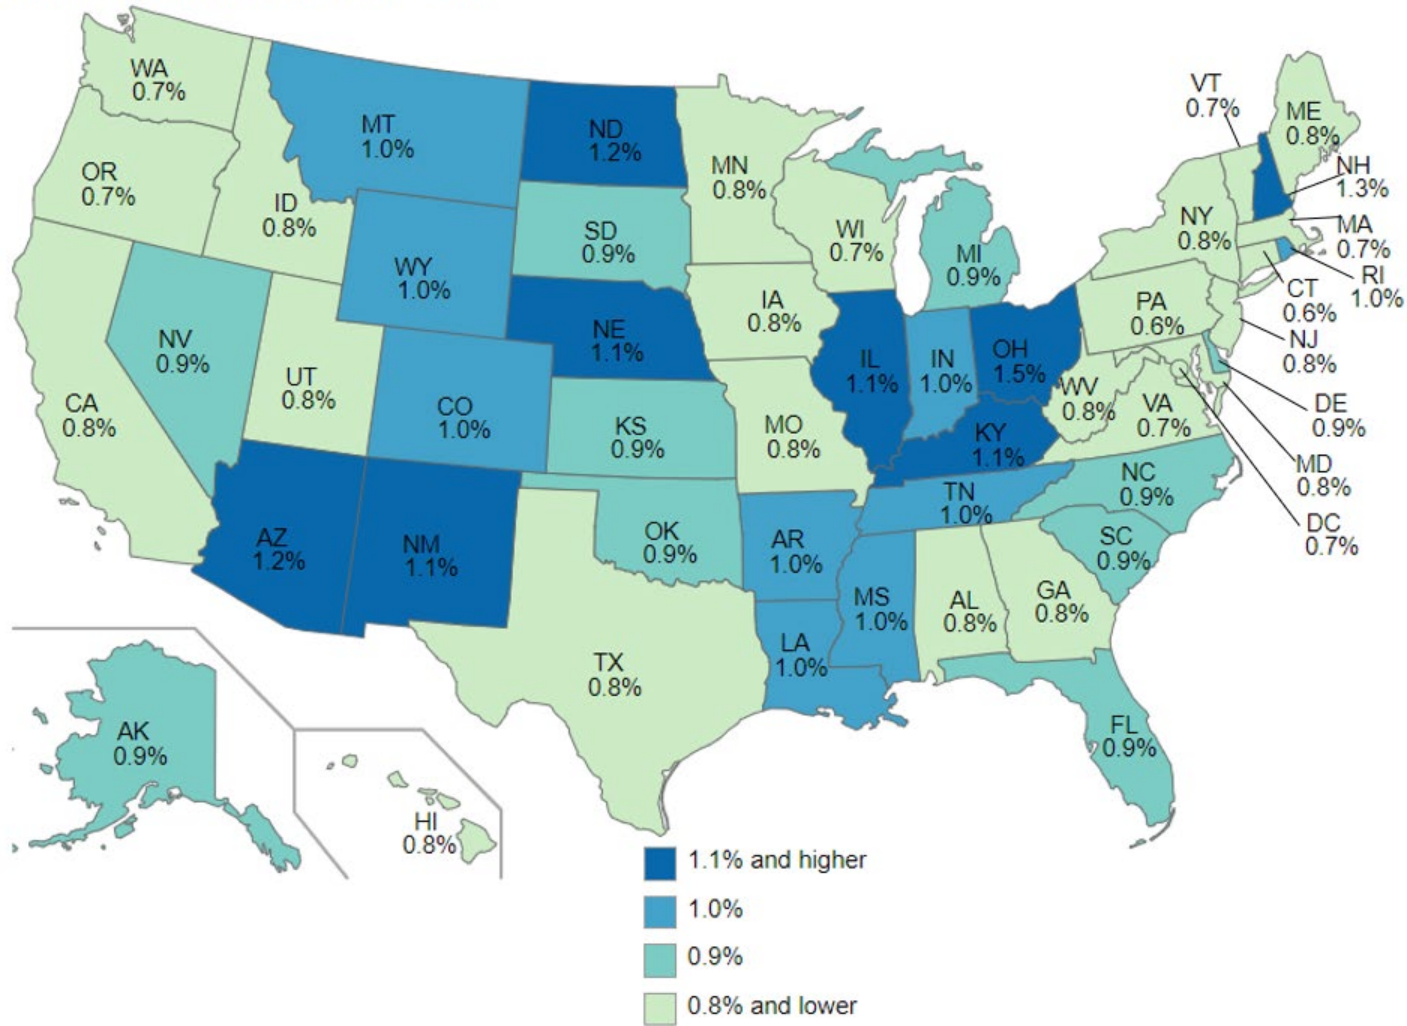 WA
0.7%
OR
0.7%
CA
0.8%
ID
0.8%
NV
0.9%
UT
0.8%
AZ
1.2%
MT
1.0%
WY
1.0%
CO
1.0%
NM
1.1%
ND
1.2%
SD
0.9%
NE
1.1%
KS
0.9%
OK
0.9%
TX
0.8%
MN
0.8%
IA
0.8%
MO
0.8%
AR
1.0%
LA
1.0%
WI
0.7%
IL
1.1%
MI
0.9%
IN
1.0%
OH
1.5%
KY
1.1%
TN
1.0%
MS
1.0%
AL
0.8%
GA
0.8%
FL
0.9%
SC
0.9%
NC
0.9%
VA
0.7%
WV
0.8%
PA
0.6%
NY
0.8%
VT
0.7%
ME
0.8%
NH
1.3%
MA
0.7%
RI
1.0%
CT
0.6%
NJ
0.8%
DE
0.9%
MD
0.8%
DC
0.7%
AK
0.9%
HI
0.8%
1.1% and higher
1.0%
0.9%
0.8% and lower